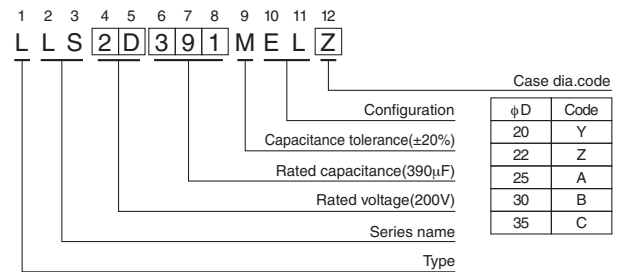 1 2 3 4 5 6 7 8 9 10 11 12
L L S 2 D 3 9 1 M E L Z
Case dia.code
Configuration
Capacitance tolerance(±20%)
Rated capacitance(390µF)
Rated voltage(200V)
Series name
Type
φD Code
20 Y
22 Z
25 A
30 B
35 C